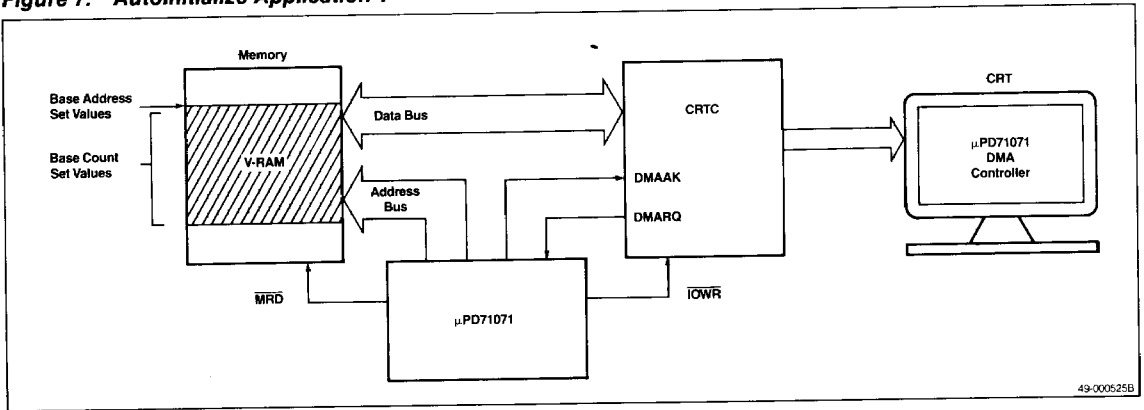 Figure 7. Autoinitialize Application 1
Memory
Base Address
Set Values
Base Count
Set Values
V-RAM
Data Bus
Address
Bus
CRTC
DMAAK
DMARQ
CRT
μPD71071
DMA
Controller
MRD
IOWR
μPD71071
49-000525B